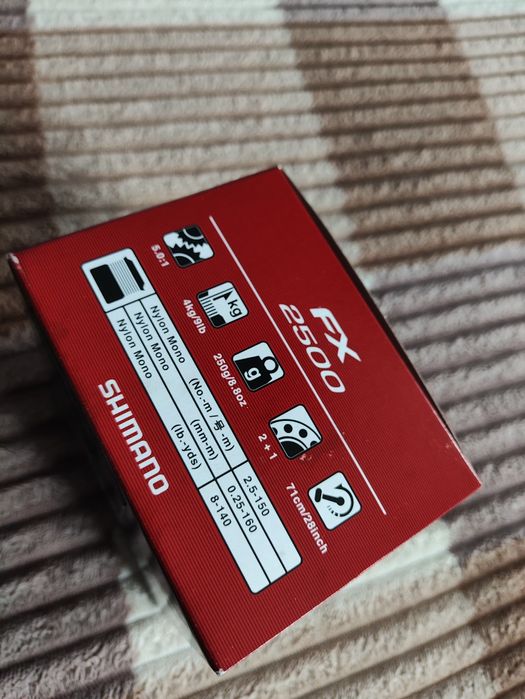 FX
2500
5.0:1
kg
4kg/9lb
g
250g/8.8oz
2 + 1
71cm/28inch
Nylon Mono (No.-m /号-m) 2.5-150
Nylon Mono (mm-m) 0.25-160
Nylon Mono (lb.-yds) 8-140
SHIMANO